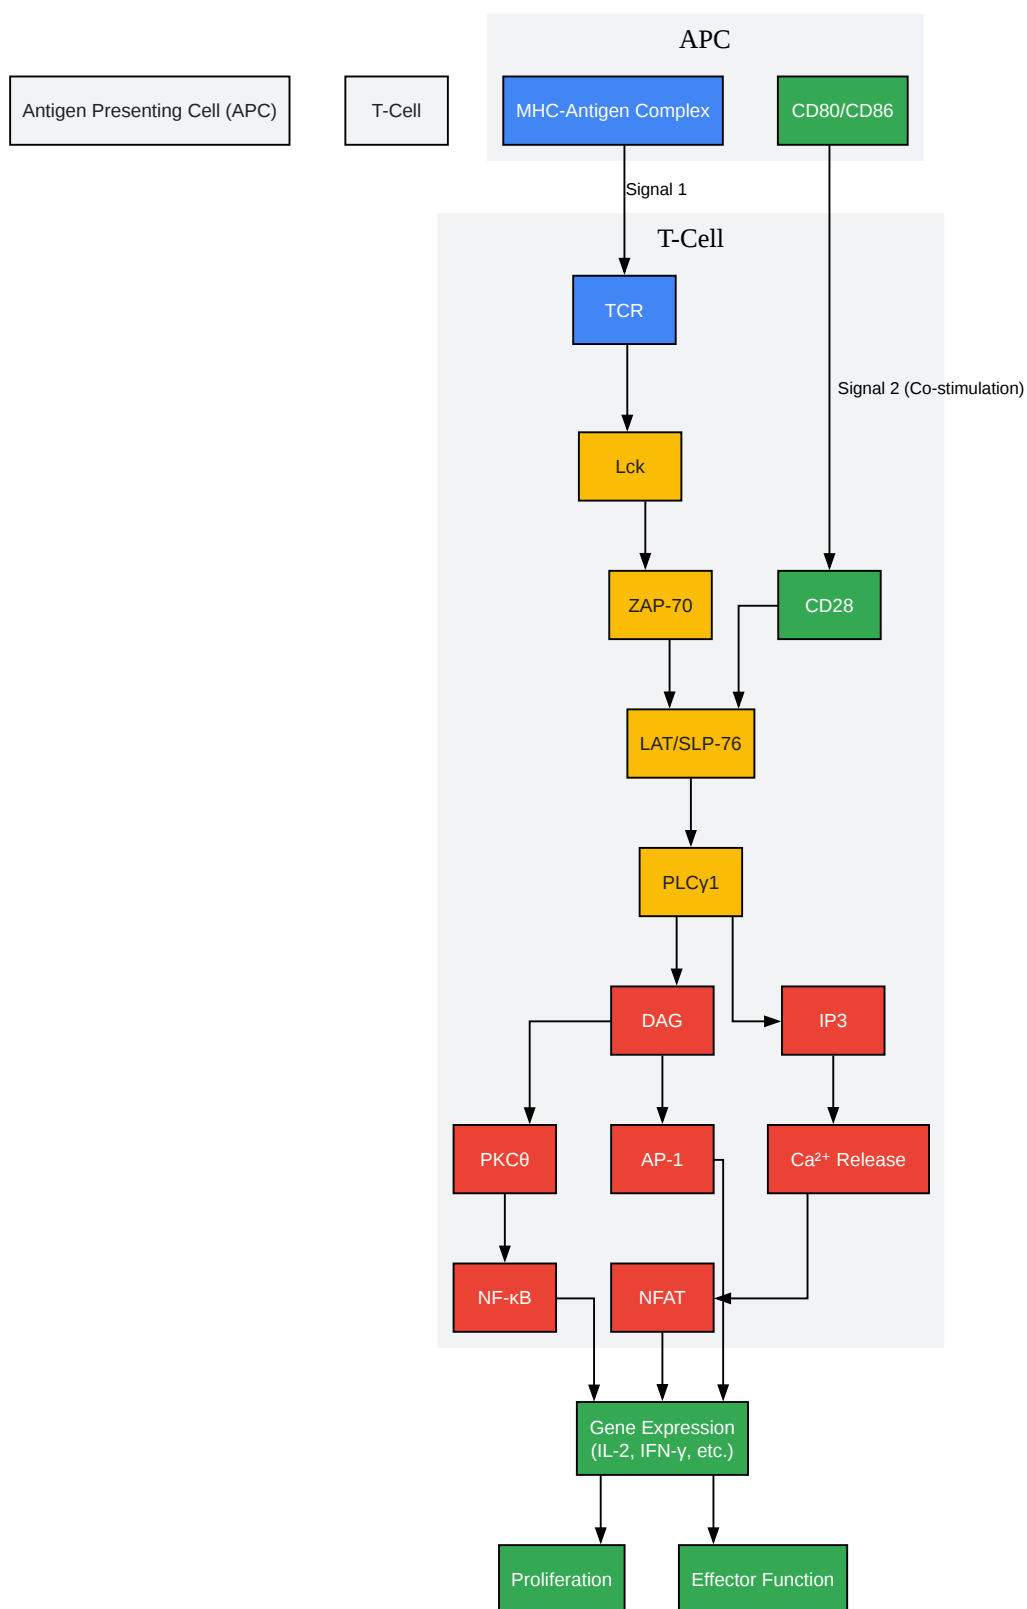 APC
Antigen Presenting Cell (APC)
T-Cell
MHC-Antigen Complex
CD80/CD86
Signal 1
T-Cell
TCR
Signal 2 (Co-stimulation)
Lck
ZAP-70
CD28
LAT/SLP-76
PLCγ1
DAG
IP3
PKCθ
AP-1
Ca²⁺ Release
NF-κB
NFAT
Gene Expression
(IL-2, IFN-γ, etc.)
Proliferation
Effector Function